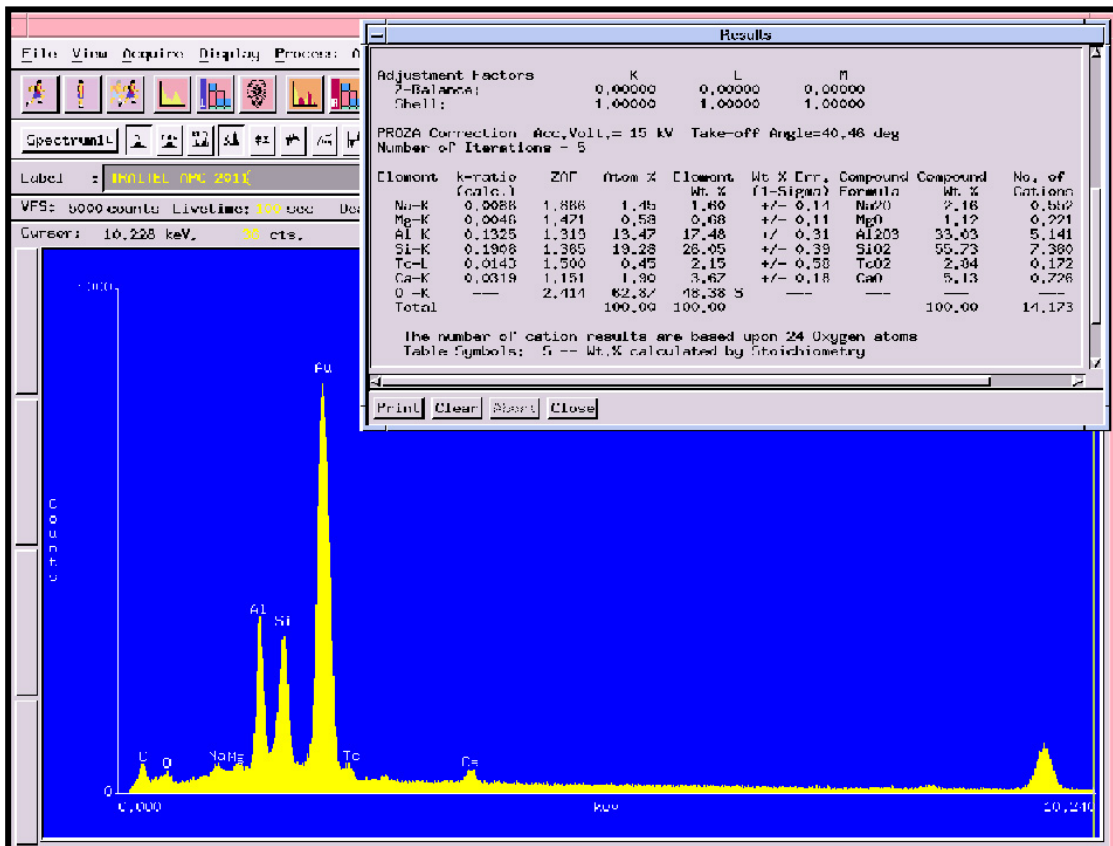 Results
File View Acquire Display Process A
Adjustment Factors K L M
Z-Balance: 0.00000 0.00000 0.00000
Shell: 1.00000 1.00000 1.00000
PROZA Correction Acc.Volt.= 15 kV Take-off Angle=40.46 deg
Number of Iterations = 5
Spectrum1
Label :
VFS: 5000 counts Livetime: 100 sec Dea
Cursor: 10.228 keV, cts,
Element k-ratio ZAF Atom % Element Wt % Err. Compound Compound No. of
(calc.) Wt. % (1-Sigma) Formula Wt. % Cations
Na-K 0.0086 1.45 1.60 +/- 0.14 Na2O 2.16 0.552
Mg-K 0.0046 1.471 0.58 0.68 +/- 0.11 MgO 1.12 0.221
Al-K 0.1325 1.319 13.47 17.48 +/- 0.31 Al2O3 33.03 5.141
Si-K 0.1908 1.365 19.28 26.05 +/- 0.39 SiO2 55.73 7.360
Tc-L 0.0143 1.500 0.45 2.15 +/- 0.58 TcO2 2.84 0.172
Ca-K 0.0319 1.151 1.90 3.67 +/- 0.18 CaO 5.13 0.726
O -K --- 2.414 62.87 48.38 S --- --- --- ---
Total 100.00 100.00 100.00 14.173
The number of cation results are based upon 24 Oxygen atoms
Table Symbols: S -- Wt.% calculated by Stoichiometry
Print Clear Abort Close
Au
Counts
Al
Si
C O Na Mg Tc Ca
0
0.000 keV 10.240